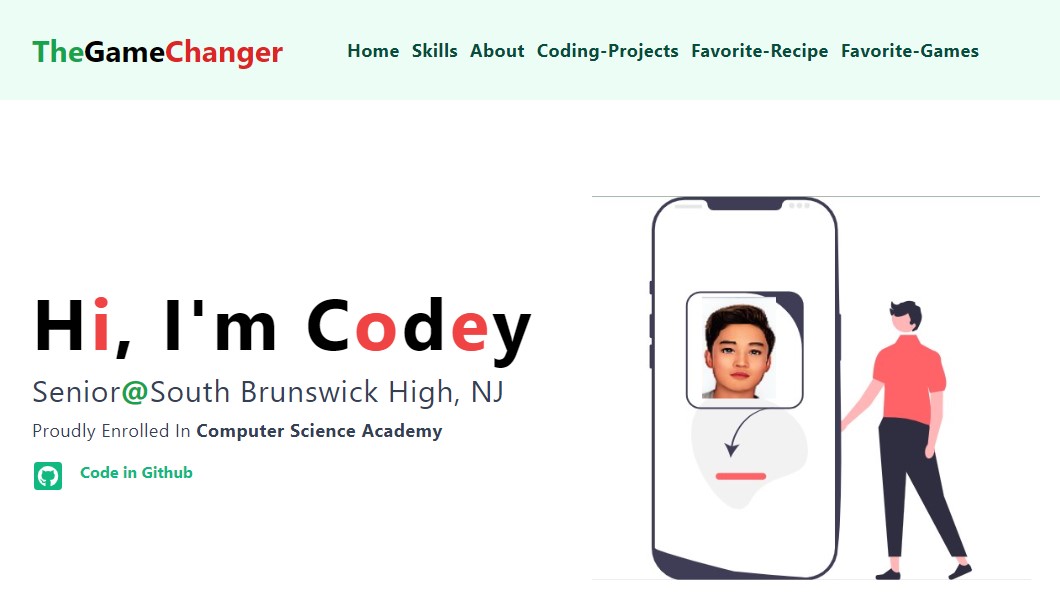 TheGameChanger
Home Skills About Coding-Projects Favorite-Recipe Favorite-Games
Hi, I'm Codey
Senior@South Brunswick High, NJ
Proudly Enrolled In Computer Science Academy
Code in Github